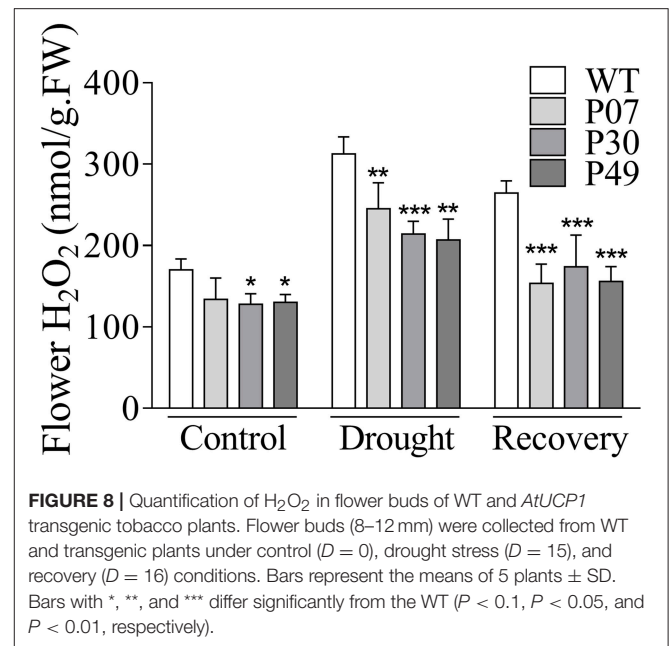 Flower H₂O₂ (nmol/g.FW)
400
300
200
100
0
WT
P07
P30
P49
* *
** *** **
*** *** ***
Control Drought Recovery
FIGURE 8 | Quantification of H₂O₂ in flower buds of WT and AtUCP1
transgenic tobacco plants. Flower buds (8–12 mm) were collected from WT
and transgenic plants under control (D = 0), drought stress (D = 15), and
recovery (D = 16) conditions. Bars represent the means of 5 plants ± SD.
Bars with *, **, and *** differ significantly from the WT (P < 0.1, P < 0.05, and
P < 0.01, respectively).